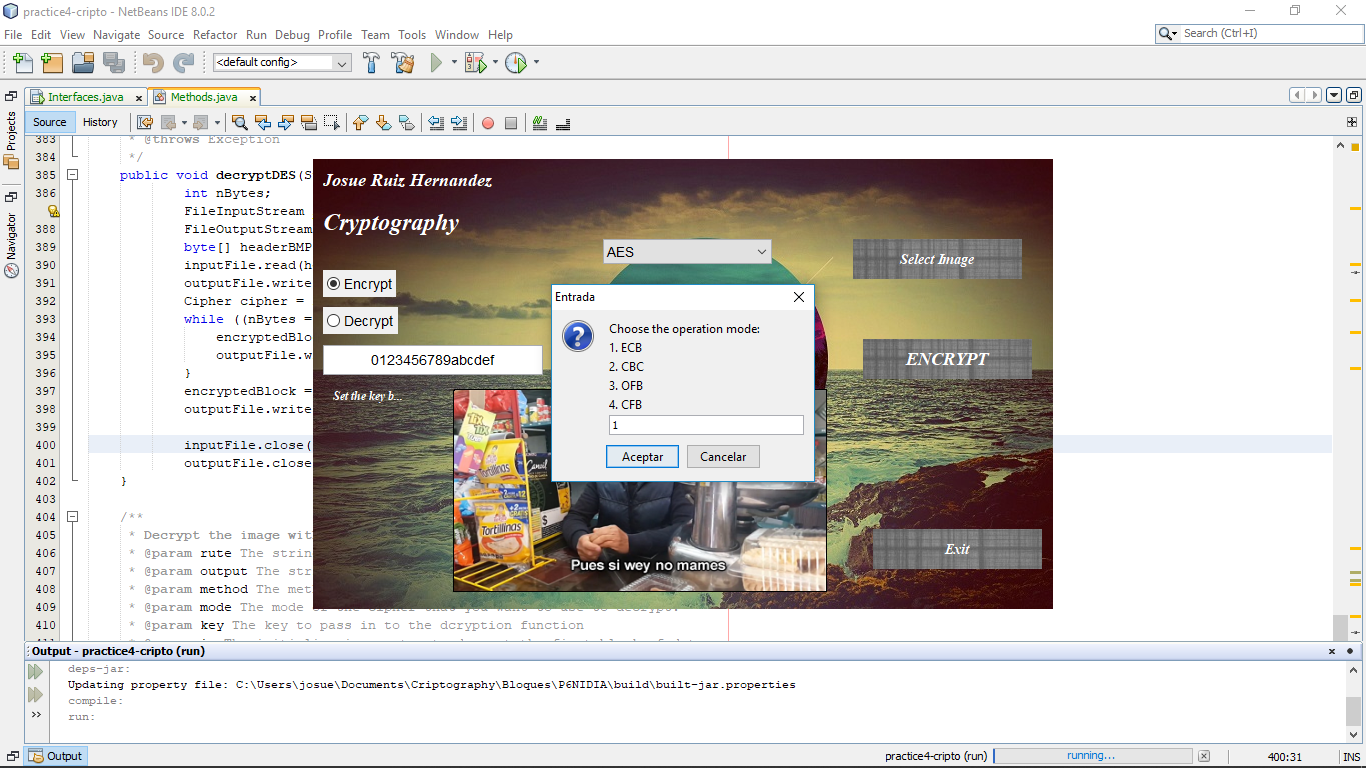 practice4-cripto - NetBeans IDE 8.0.2
File Edit View Navigate Source Refactor Run Debug Profile Team Tools Window Help
Search (Ctrl+I)
<default config>
Interfaces.java x Methods.java x
Projects
Navigator
Source History
383 * @throws Exception
384 */
385 public void decryptDES(S
386 int nBytes;
FileInputStream
388 FileOutputStream
389 byte[] headerBMP
390 inputFile.read(h
391 outputFile.write
392 Cipher cipher =
393 while ((nBytes =
394 encryptedBlo
395 outputFile.w
396 }
397 encryptedBlock =
398 outputFile.write
399
400 inputFile.close(
401 outputFile.close
402 }
403
404 /**
405 * Decrypt the image wit
406 * @param rute The strin
407 * @param output The str
408 * @param method The met
409 * @param mode The mode
410 * @param key The key to pass in to the dcryption function
Josue Ruiz Hernandez
Cryptography
AES
Select Image
Encrypt
Decrypt
0123456789abcdef
Set the key b...
ENCRYPT
Exit
Entrada
Choose the operation mode:
1. ECB
2. CBC
3. OFB
4. CFB
1
Aceptar Cancelar
Tortillinas
Tortillinas
Pues si wey no mames
Output - practice4-cripto (run)
deps-jar:
Updating property file: C:\Users\josue\Documents\Criptography\Bloques\P6NIDIA\build\built-jar.properties
compile:
run:
Output
practice4-cripto (run) running... 400:31 INS